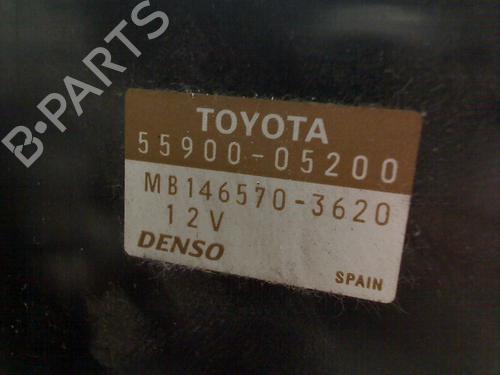 B-PARTS
TOYOTA
55900-05200
MB146570-3620
12V
DENSO
SPAIN